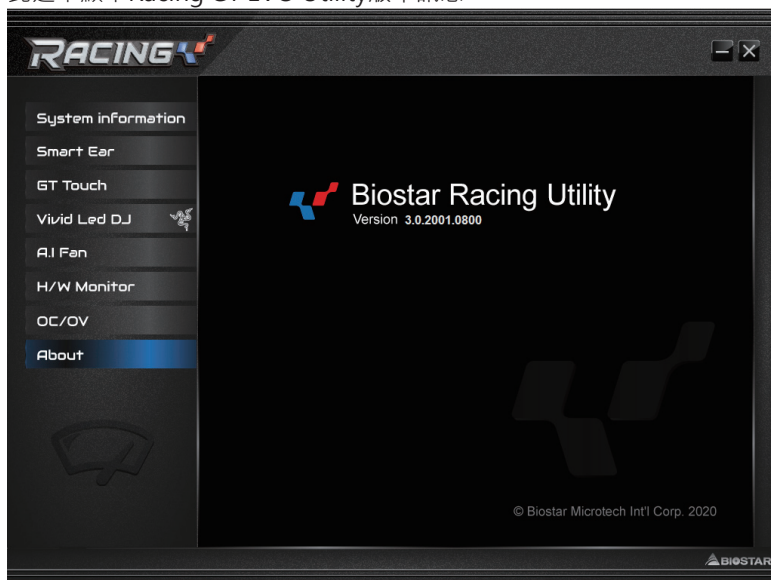 RACING
System information
Smart Ear
GT Touch
Vivid Led DJ
A.I Fan
H/W Monitor
OC/OV
About
Biostar Racing Utility
Version 3.0.2001.0800
© Biostar Microtech Int'l Corp. 2020
BIOSTAR